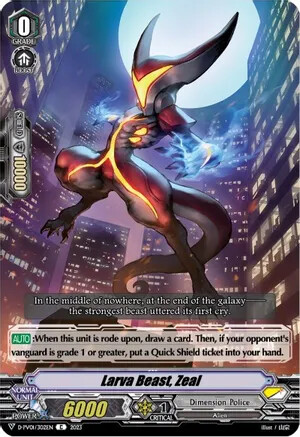 0
GRADE
BOOST
10000
In the middle of nowhere, at the end of the galaxy—
the strongest beast uttered its first cry.
AUTO:When this unit is rode upon, draw a card. Then, if your opponent's
vanguard is grade 1 or greater, put a Quick Shield ticket into your hand.
Larva Beast, Zeal
NORMAL
UNIT
POWER
6000
1
CRITICAL
Dimension Police
Alien
D-PV01/302EN C 2023